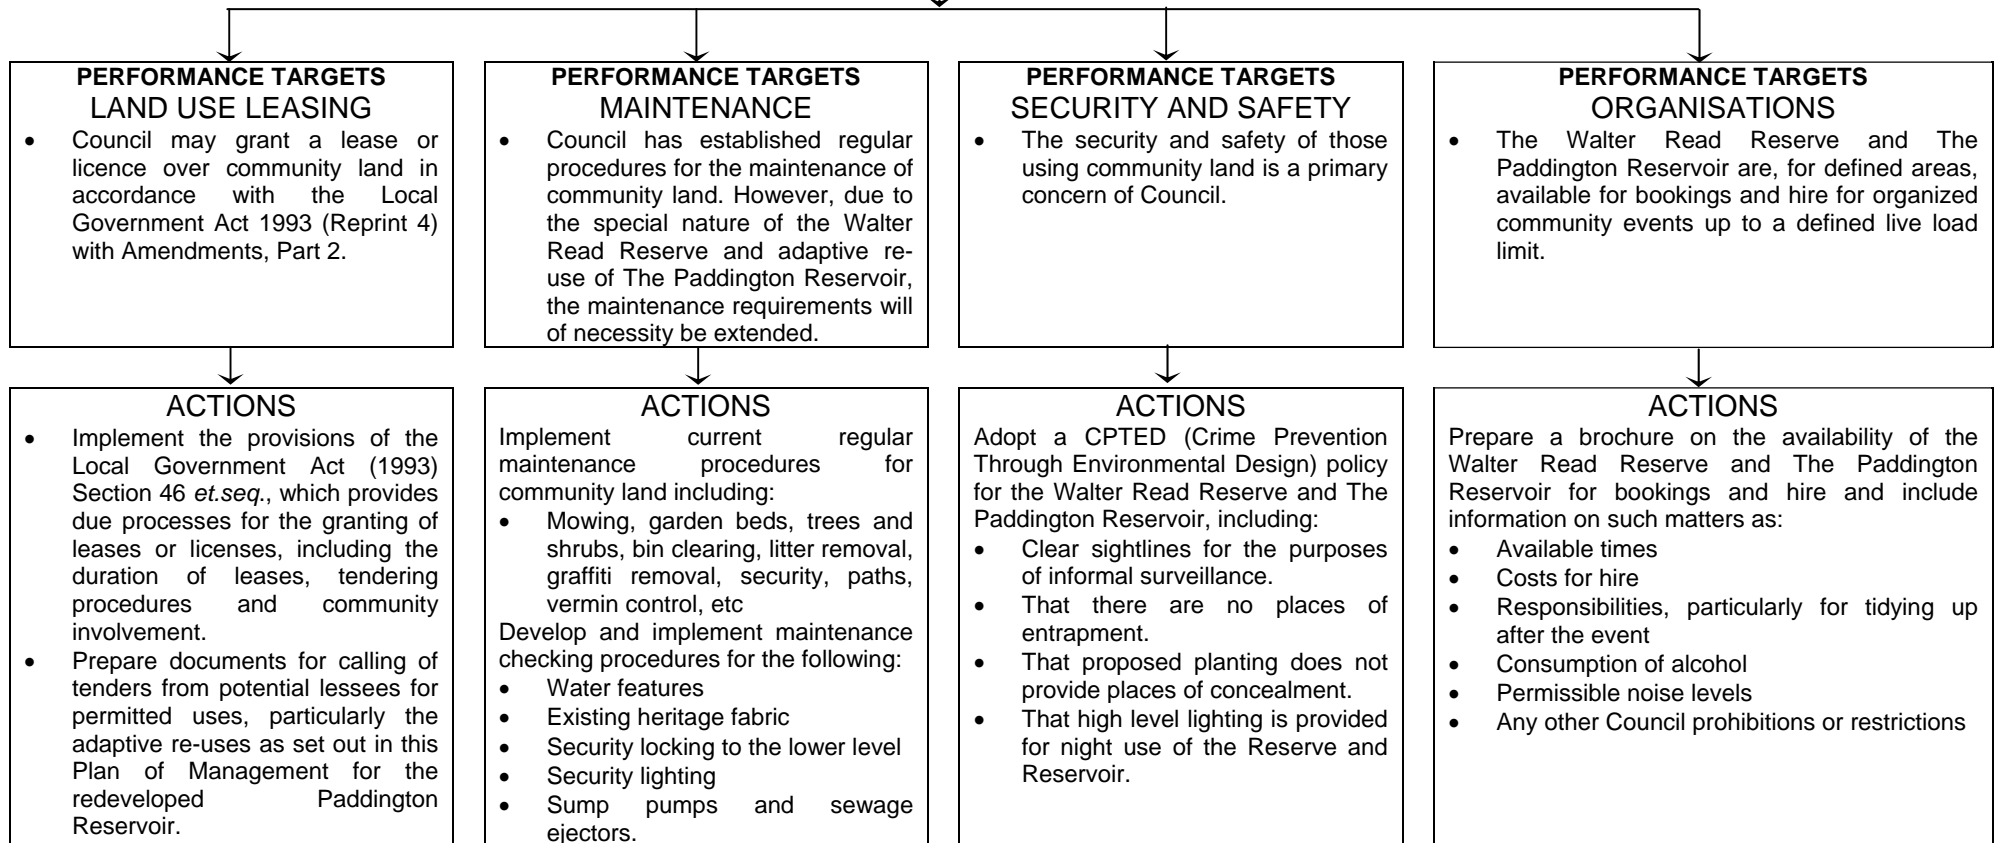 PERFORMANCE TARGETS
LAND USE LEASING
• Council may grant a lease or
licence over community land in
accordance with the Local
Government Act 1993 (Reprint 4)
with Amendments, Part 2.
PERFORMANCE TARGETS
MAINTENANCE
• Council has established regular
procedures for the maintenance of
community land. However, due to
the special nature of the Walter
Read Reserve and adaptive re-
use of The Paddington Reservoir,
the maintenance requirements will
of necessity be extended.
PERFORMANCE TARGETS
SECURITY AND SAFETY
• The security and safety of those
using community land is a primary
concern of Council.
PERFORMANCE TARGETS
ORGANISATIONS
• The Walter Read Reserve and The
Paddington Reservoir are, for defined areas,
available for bookings and hire for organized
community events up to a defined live load
limit.
ACTIONS
• Implement the provisions of the
Local Government Act (1993)
Section 46 et.seq., which provides
due processes for the granting of
leases or licenses, including the
duration of leases, tendering
procedures and community
involvement.
• Prepare documents for calling of
tenders from potential lessees for
permitted uses, particularly the
adaptive re-uses as set out in this
Plan of Management for the
redeveloped Paddington
Reservoir.
ACTIONS
Implement current regular
maintenance procedures for
community land including:
• Mowing, garden beds, trees and
shrubs, bin clearing, litter removal,
graffiti removal, security, paths,
vermin control, etc
Develop and implement maintenance
checking procedures for the following:
• Water features
• Existing heritage fabric
• Security locking to the lower level
• Security lighting
• Sump pumps and sewage
ejectors.
ACTIONS
Adopt a CPTED (Crime Prevention
Through Environmental Design) policy
for the Walter Read Reserve and The
Paddington Reservoir, including:
• Clear sightlines for the purposes
of informal surveillance.
• That there are no places of
entrapment.
• That proposed planting does not
provide places of concealment.
• That high level lighting is provided
for night use of the Reserve and
Reservoir.
ACTIONS
Prepare a brochure on the availability of the
Walter Read Reserve and The Paddington
Reservoir for bookings and hire and include
information on such matters as:
• Available times
• Costs for hire
• Responsibilities, particularly for tidying up
after the event
• Consumption of alcohol
• Permissible noise levels
• Any other Council prohibitions or restrictions